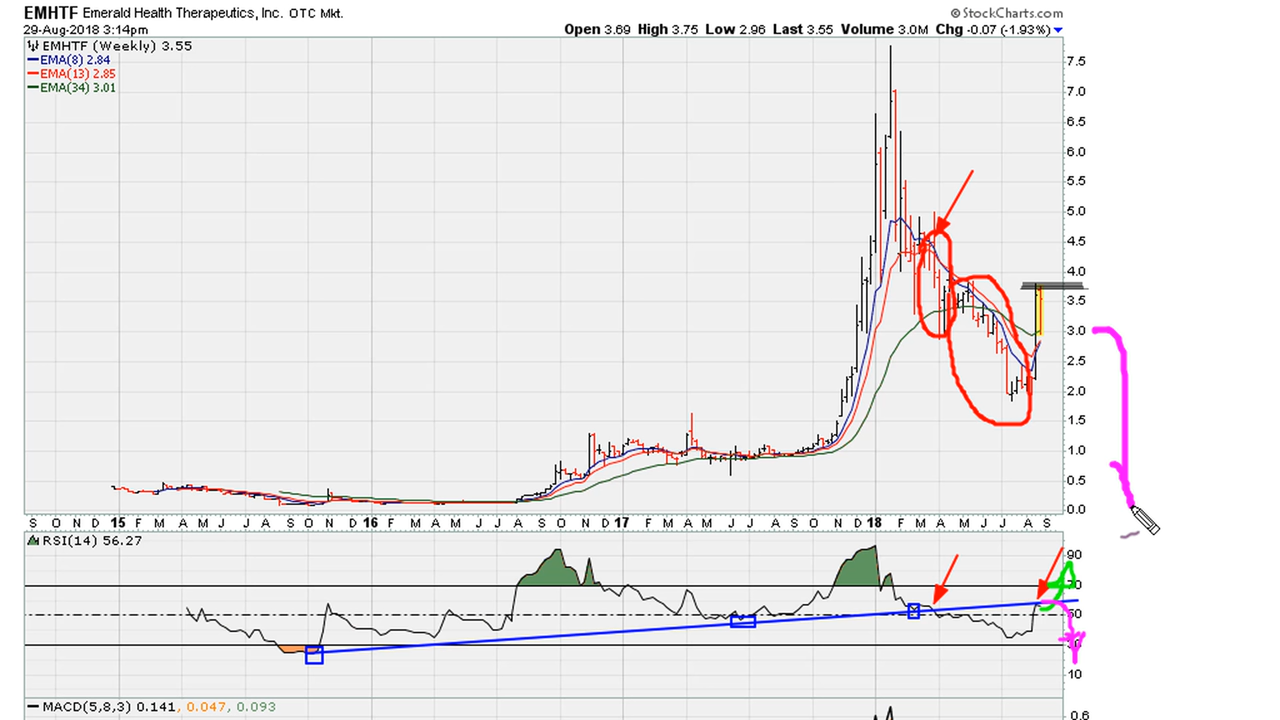 EMHTF Emerald Health Therapeutics, Inc. OTC Mkt.
© StockCharts.com
29-Aug-2018 3:14pm
Open 3.69 High 3.75 Low 2.96 Last 3.55 Volume 3.0M Chg -0.07 (-1.93%)
EMHTF (Weekly) 3.55
EMA(8) 2.84
EMA(13) 2.85
EMA(34) 3.01
7.5
7.0
6.5
6.0
5.5
5.0
4.5
4.0
3.5
3.0
2.5
2.0
1.5
1.0
0.5
0.0
S O N D 15 F M A M J J A S O N D 16 F M A M J J A S O N D 17 F M A M J J A S O N D 18 F M A M J J A S
RSI(14) 56.27
90
70
50
30
10
MACD(5,8,3) 0.141, 0.047, 0.093
0.6